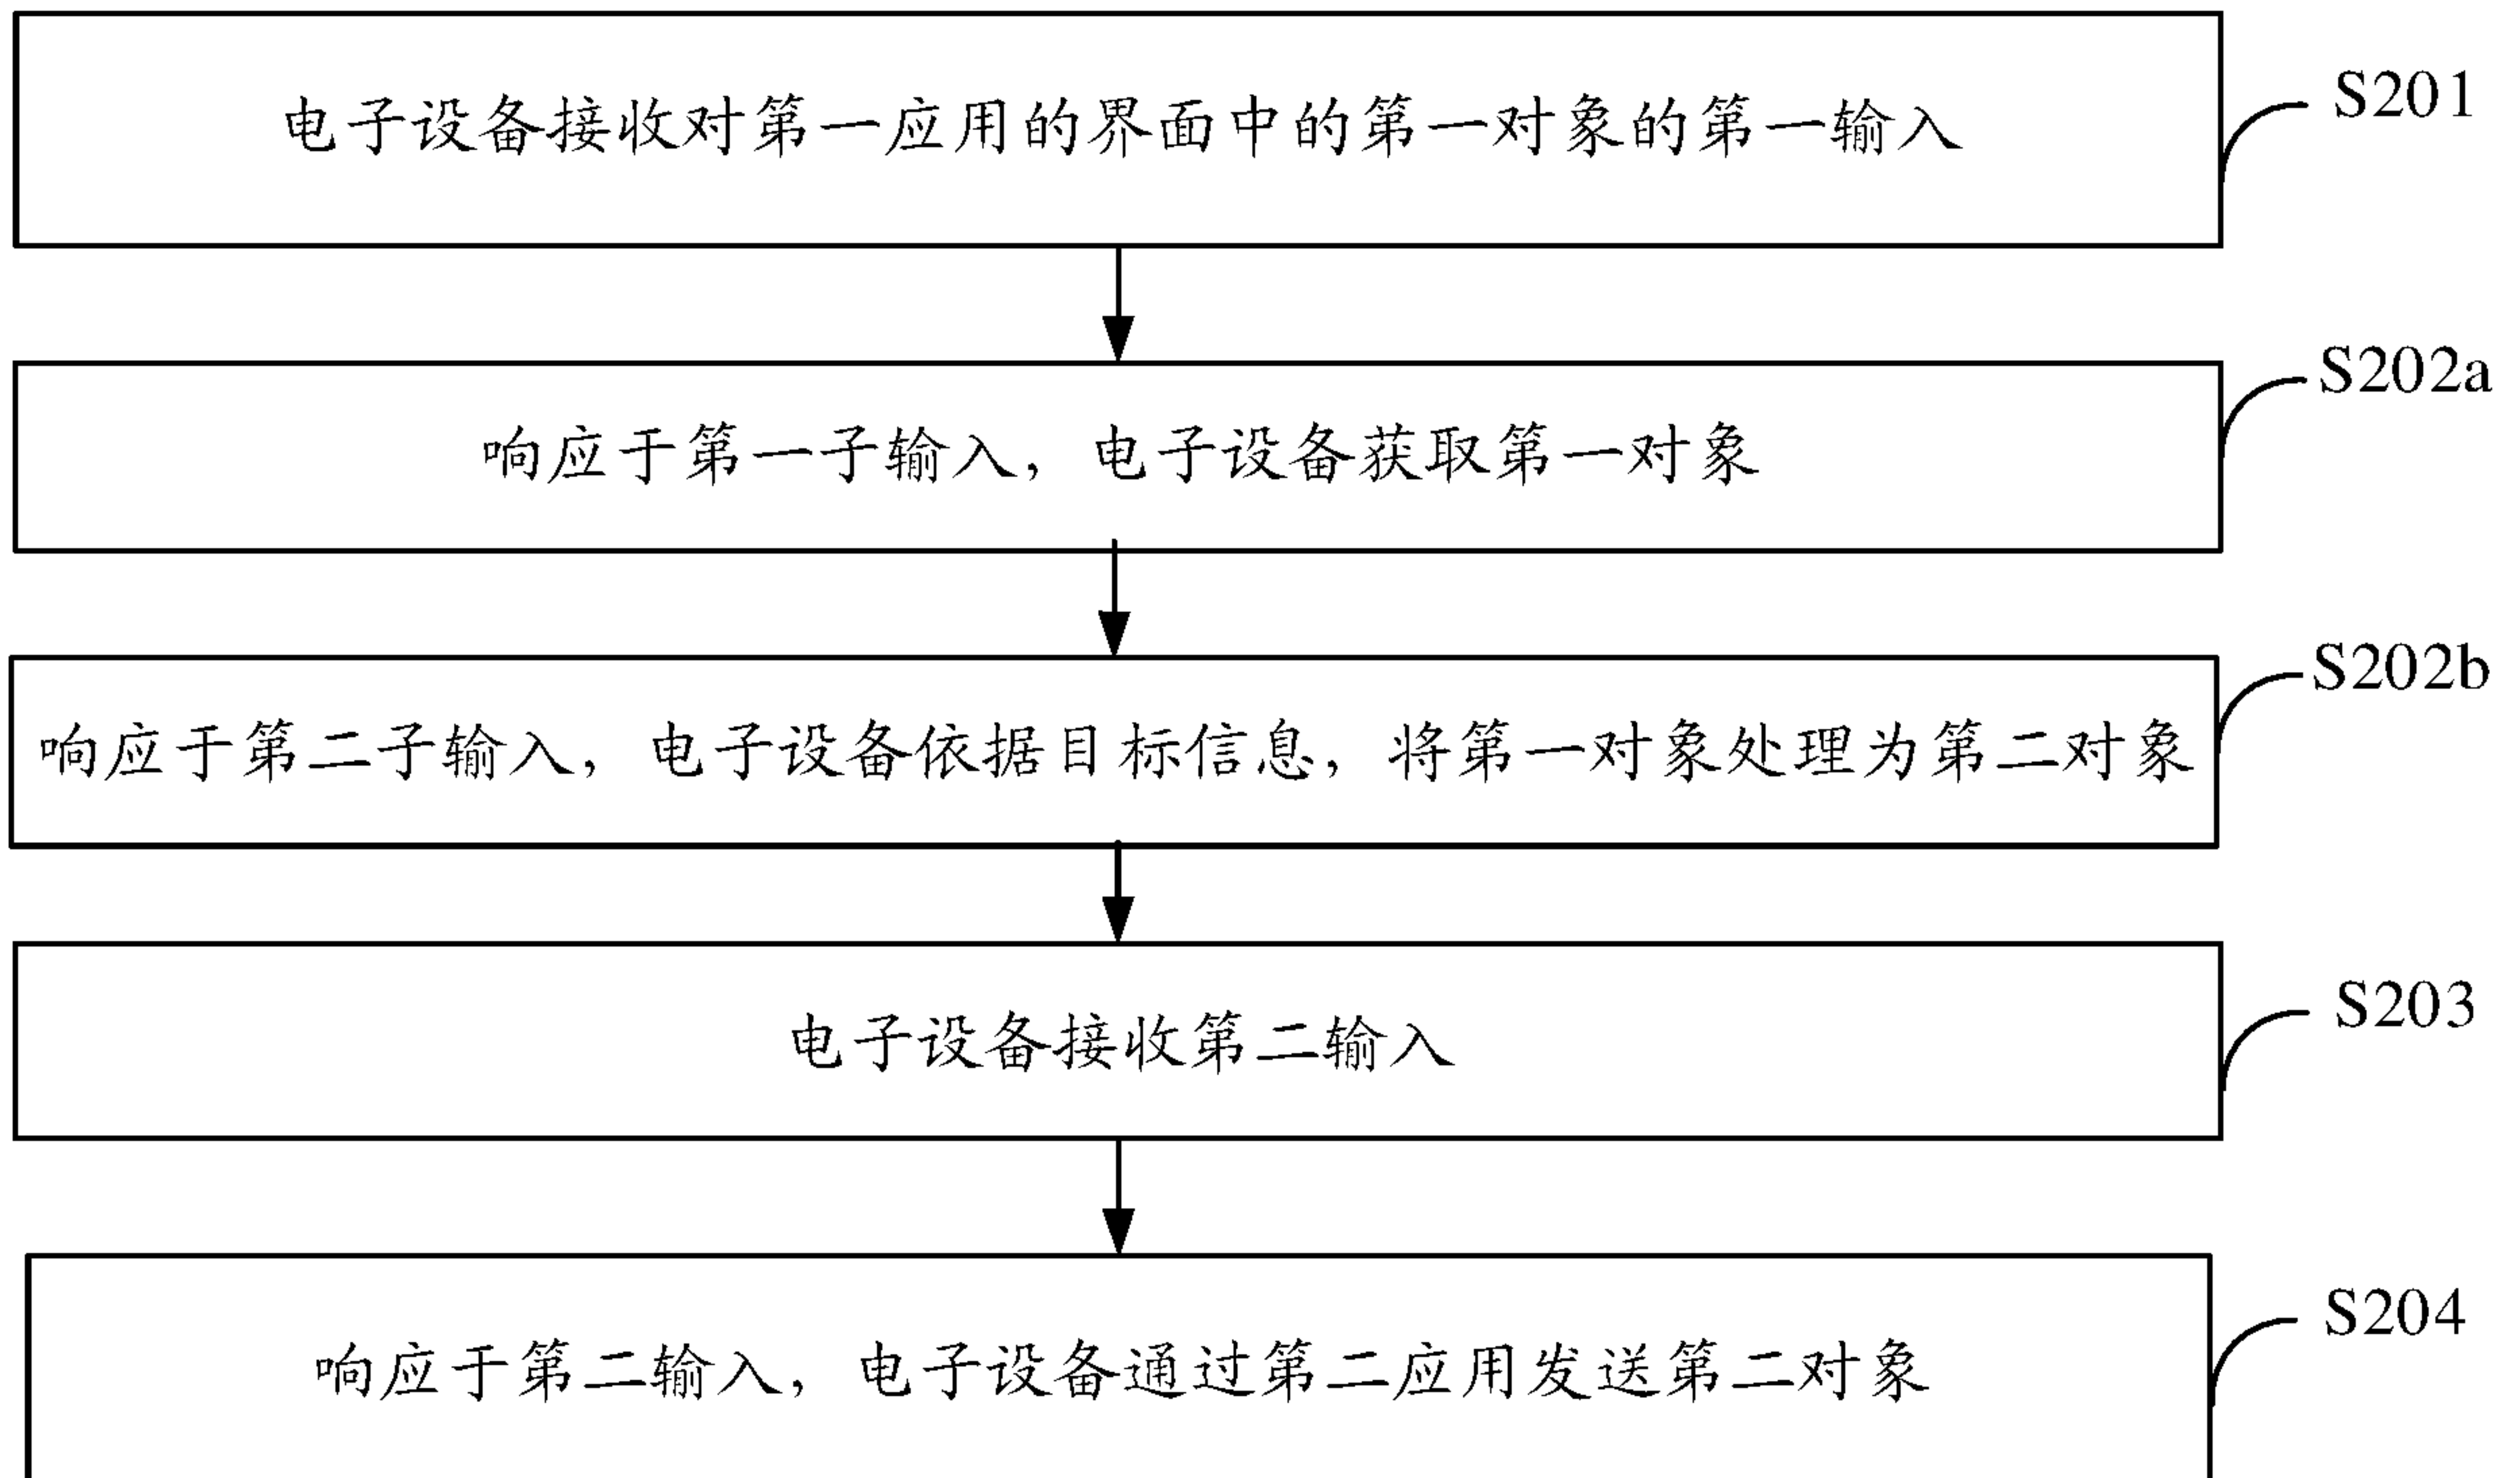 电子设备接收对第一应用的界面中的第一对象的第一输入
S201
响应于第一子输入，电子设备获取第一对象
S202a
响应于第二子输入，电子设备依据目标信息，将第一对象处理为第二对象
S202b
电子设备接收第二输入
S203
响应于第二输入，电子设备通过第二应用发送第二对象
S204